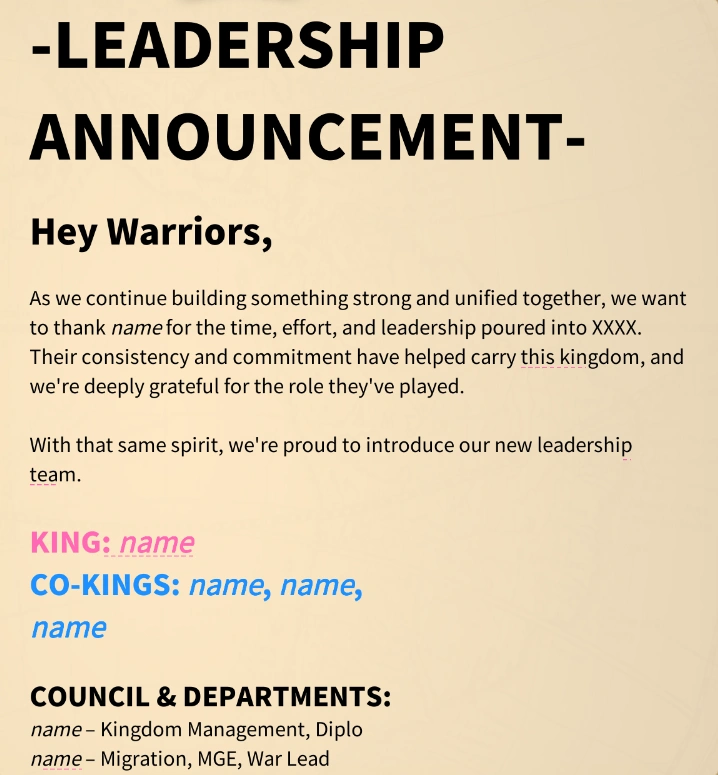 -LEADERSHIP
ANNOUNCEMENT-
Hey Warriors,
As we continue building something strong and unified together, we want
to thank name for the time, effort, and leadership poured into XXXX.
Their consistency and commitment have helped carry this kingdom, and
we're deeply grateful for the role they've played.
With that same spirit, we're proud to introduce our new leadership
team.
KING: name
CO-KINGS: name, name,
name
COUNCIL & DEPARTMENTS:
name – Kingdom Management, Diplo
name – Migration, MGE, War Lead